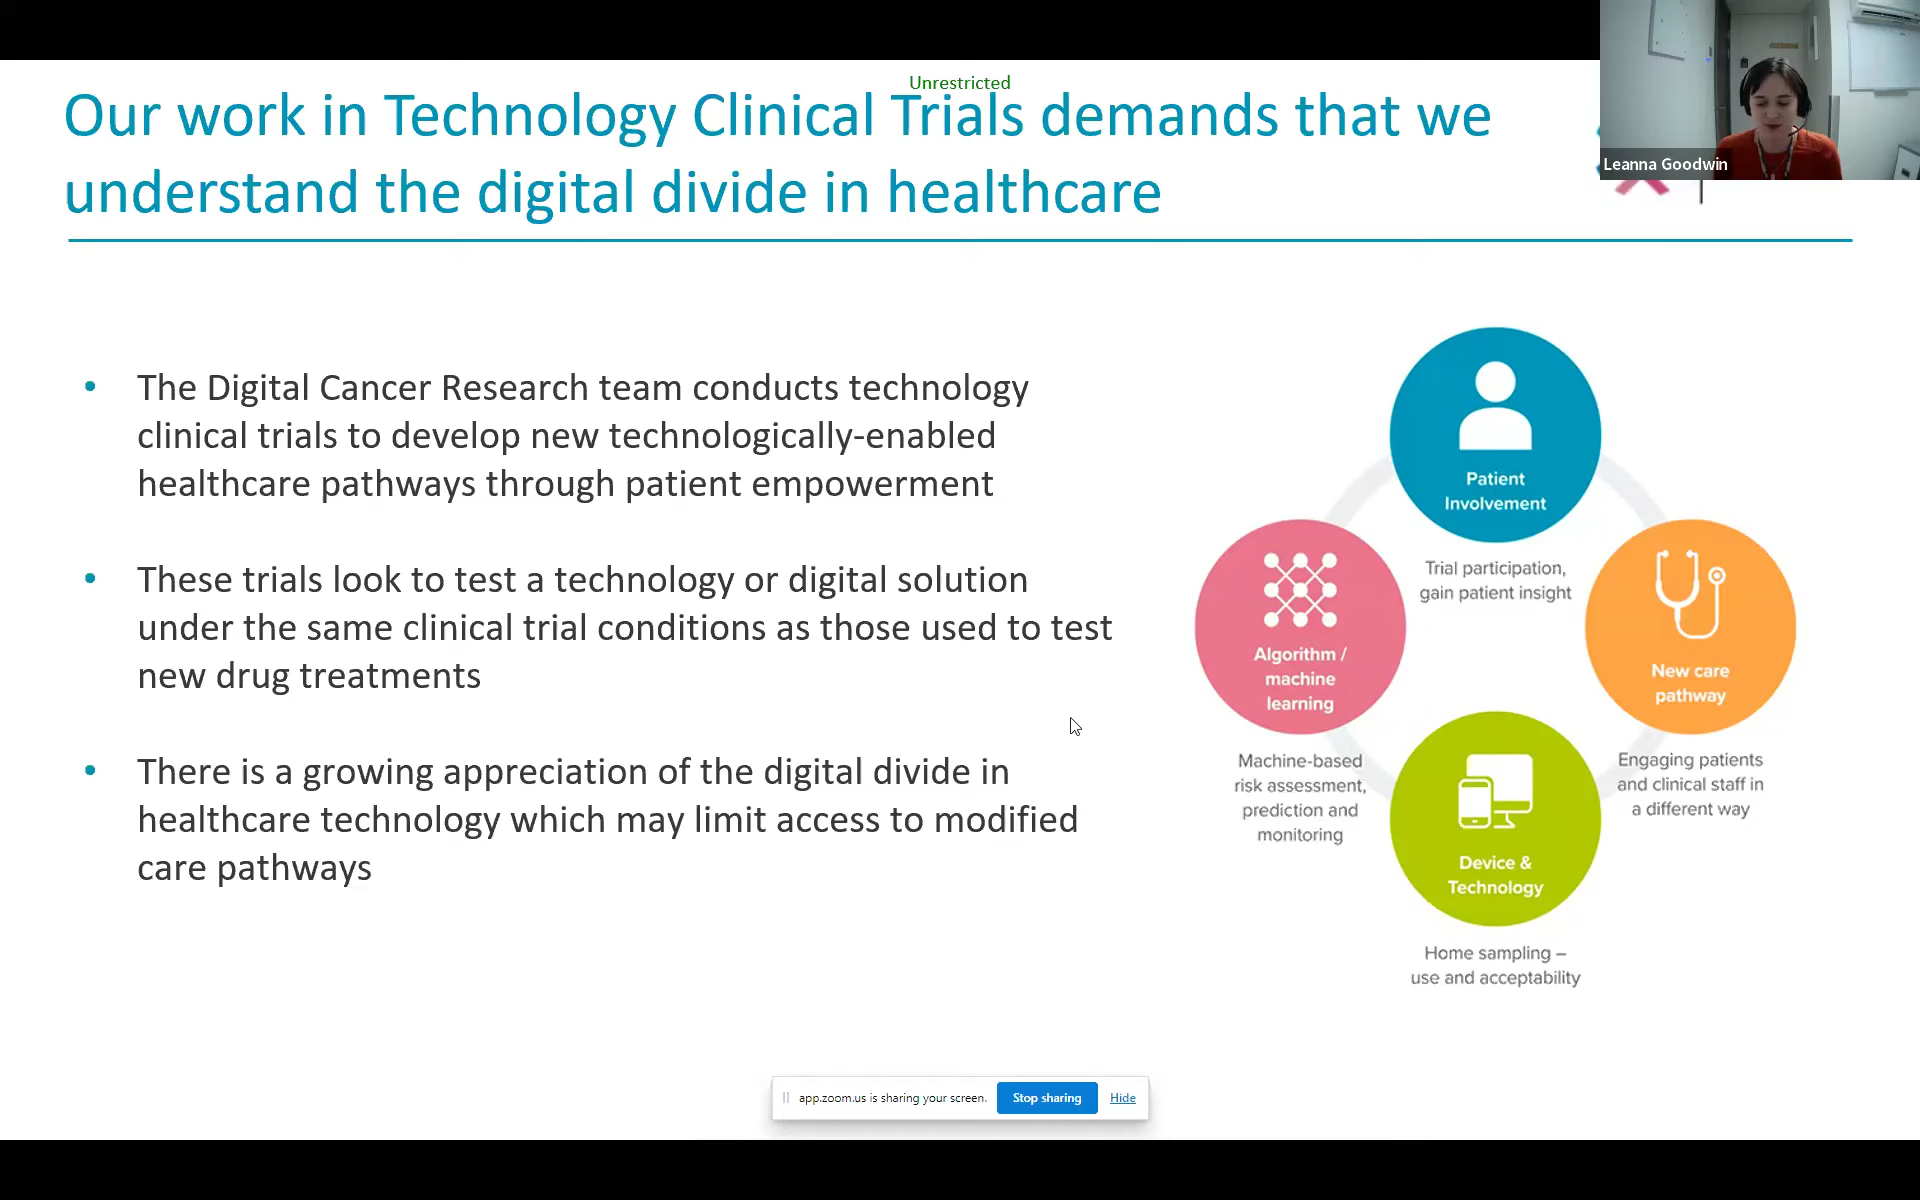 Unrestricted
Our work in Technology Clinical Trials demands that we
understand the digital divide in healthcare
Leanna Goodwin
The Digital Cancer Research team conducts technology
clinical trials to develop new technologically-enabled
healthcare pathways through patient empowerment
These trials look to test a technology or digital solution
under the same clinical trial conditions as those used to test
new drug treatments
There is a growing appreciation of the digital divide in
healthcare technology which may limit access to modified
care pathways
Patient
Involvement
Trial participation,
gain patient insight
Algorithm /
machine
learning
Machine-based
risk assessment,
prediction and
monitoring
New care
pathway
Engaging patients
and clinical staff in
a different way
Device &
Technology
Home sampling –
use and acceptability
app.zoom.us is sharing your screen.
Stop sharing
Hide